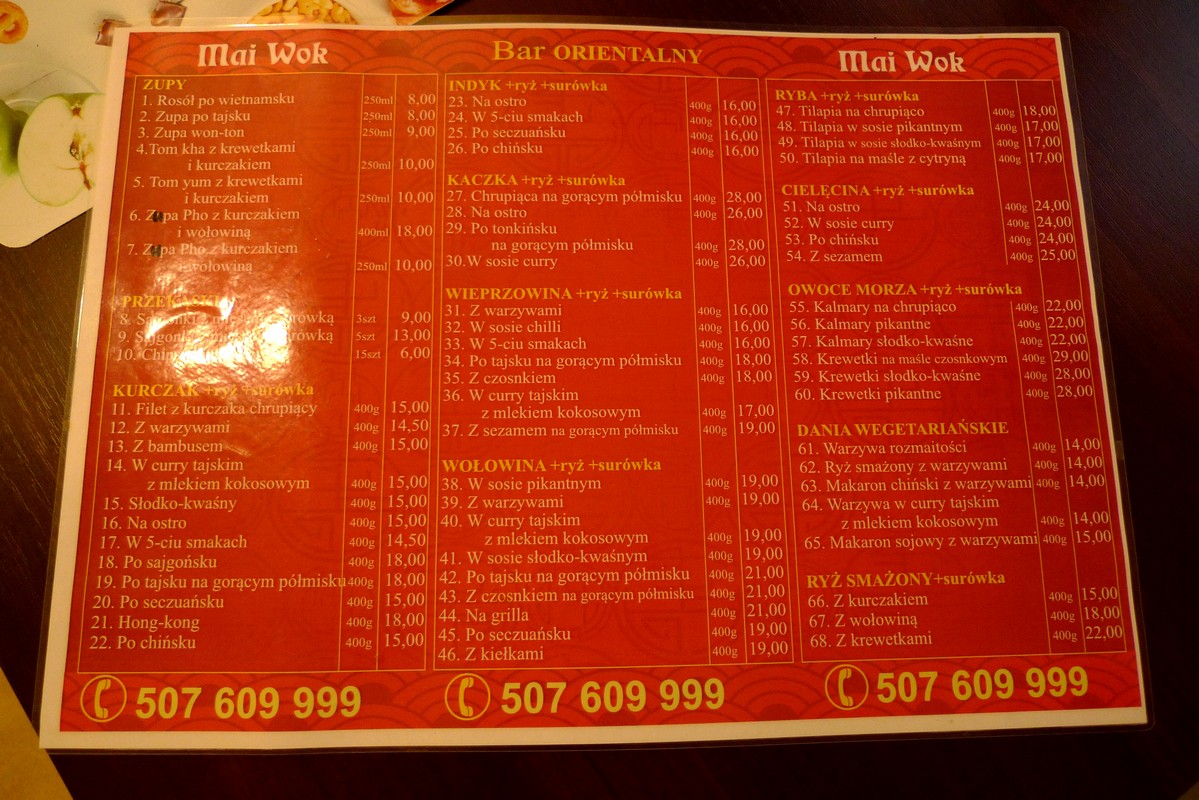 Mai Wok
Bar ORIENTALNY
Mai Wok
ZUPY
1. Rosół po wietnamsku 250ml 8,00
2. Zupa po tajsku 250ml 8,00
3. Zupa won-ton 250ml 9,00
4.Tom kha z krewetkami
i kurczakiem 250ml 10,00
5. Tom yum z krewetkami
i kurczakiem 250ml 10,00
6. Zupa Pho z kurczakiem
i wołowiną 400ml 18,00
7. Zupa Pho z kurczakiem
i wołowiną 250ml 10,00
PRZEKĄSKI
8. Sajgonki z surówką 3szt 9,00
9. Sajgonki z surówką 5szt 13,00
10. 15szt 6,00
KURCZAK +ryż +surówka
11. Filet z kurczaka chrupiący 400g 15,00
12. Z warzywami 400g 14,50
13. Z bambusem 400g 15,00
14. W curry tajskim
z mlekiem kokosowym 400g 15,00
15. Słodko-kwaśny 400g 15,00
16. Na ostro 400g 15,00
17. W 5-ciu smakach 400g 14,50
18. Po sajgońsku 400g 18,00
19. Po tajsku na gorącym półmisku 400g 18,00
20. Po seczuańsku 400g 15,00
21. Hong-kong 400g 18,00
22. Po chińsku 400g 15,00
INDYK +ryż +surówka
23. Na ostro 400g 16,00
24. W 5-ciu smakach 400g 16,00
25. Po seczuańsku 400g 16,00
26. Po chińsku 400g 16,00
KACZKA +ryż +surówka
27. Chrupiąca na gorącym półmisku 400g 28,00
28. Na ostro 400g 26,00
29. Po tonkińsku
na gorącym półmisku 400g 28,00
30.W sosie curry 400g 26,00
WIEPRZOWINA +ryż +surówka
31. Z warzywami 400g 16,00
32. W sosie chilli 400g 16,00
33. W 5-ciu smakach 400g 16,00
34. Po tajsku na gorącym półmisku 400g 18,00
35. Z czosnkiem 400g 18,00
36. W curry tajskim
z mlekiem kokosowym 400g 17,00
37. Z sezamem na gorącym półmisku 400g 19,00
WOŁOWINA +ryż +surówka
38. W sosie pikantnym 400g 19,00
39. Z warzywami 400g 19,00
40. W curry tajskim
z mlekiem kokosowym 400g 19,00
41. W sosie słodko-kwaśnym 400g 19,00
42. Po tajsku na gorącym półmisku 400g 21,00
43. Z czosnkiem na gorącym półmisku 400g 21,00
44. Na grilla 400g 21,00
45. Po seczuańsku 400g 19,00
46. Z kiełkami 400g 19,00
RYBA +ryż +surówka
47. Tilapia na chrupiąco 400g 18,00
48. Tilapia w sosie pikantnym 400g 17,00
49. Tilapia w sosie słodko-kwaśnym 400g 17,00
50. Tilapia na maśle z cytryną 400g 17,00
CIELĘCINA +ryż +surówka
51. Na ostro 400g 24,00
52. W sosie curry 400g 24,00
53. Po chińsku 400g 24,00
54. Z sezamem 400g 25,00
OWOCE MORZA +ryż +surówka
55. Kalmary na chrupiąco 400g 22,00
56. Kalmary pikantne 400g 22,00
57. Kalmary słodko-kwaśne 400g 22,00
58. Krewetki na maśle czosnkowym 400g 29,00
59. Krewetki słodko-kwaśne 400g 28,00
60. Krewetki pikantne 400g 28,00
DANIA WEGETARIAŃSKIE
61. Warzywa rozmaitości 400g 14,00
62. Ryż smażony z warzywami 400g 14,00
63. Makaron chiński z warzywami 400g 14,00
64. Warzywa w curry tajskim
z mlekiem kokosowym 400g 14,00
65. Makaron sojowy z warzywami 400g 15,00
RYŻ SMAŻONY+surówka
66. Z kurczakiem 400g 15,00
67. Z wołowiną 400g 18,00
68. Z krewetkami 400g 22,00
507 609 999
507 609 999
507 609 999